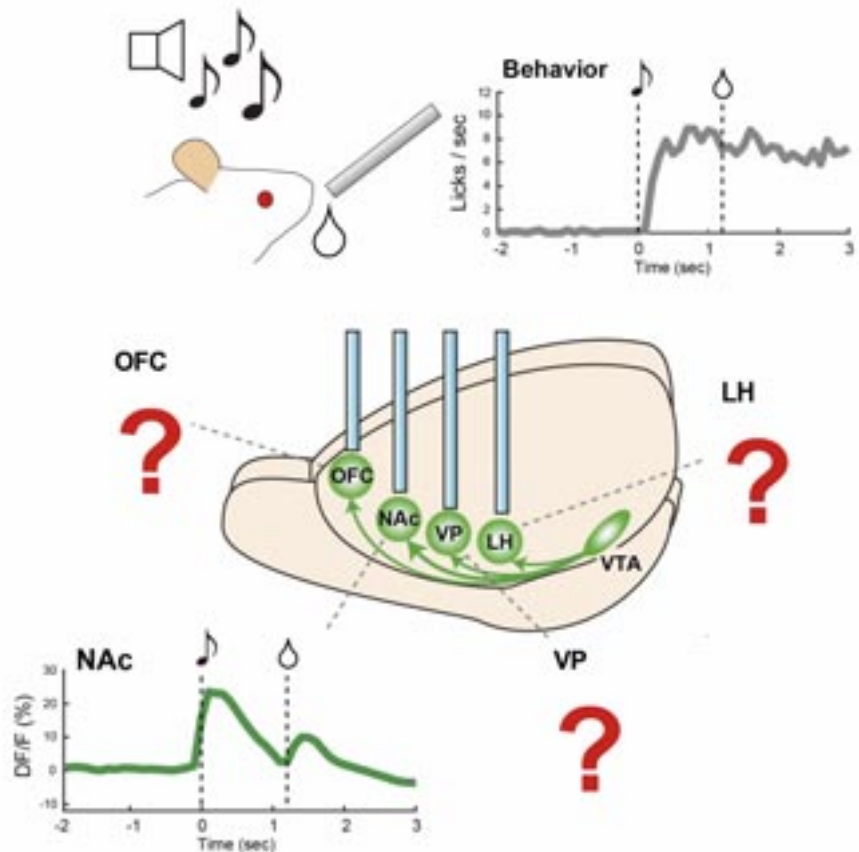 Behavior
Licks / sec
12
10
8
6
4
2
0
-2 -1 0 1 2 3
Time (sec)
OFC
LH
?
?
OFC
NAc
VP
LH
VTA
NAc
VP
?
DF/F (%)
30
20
10
0
-10
-2 -1 0 1 2 3
Time (sec)